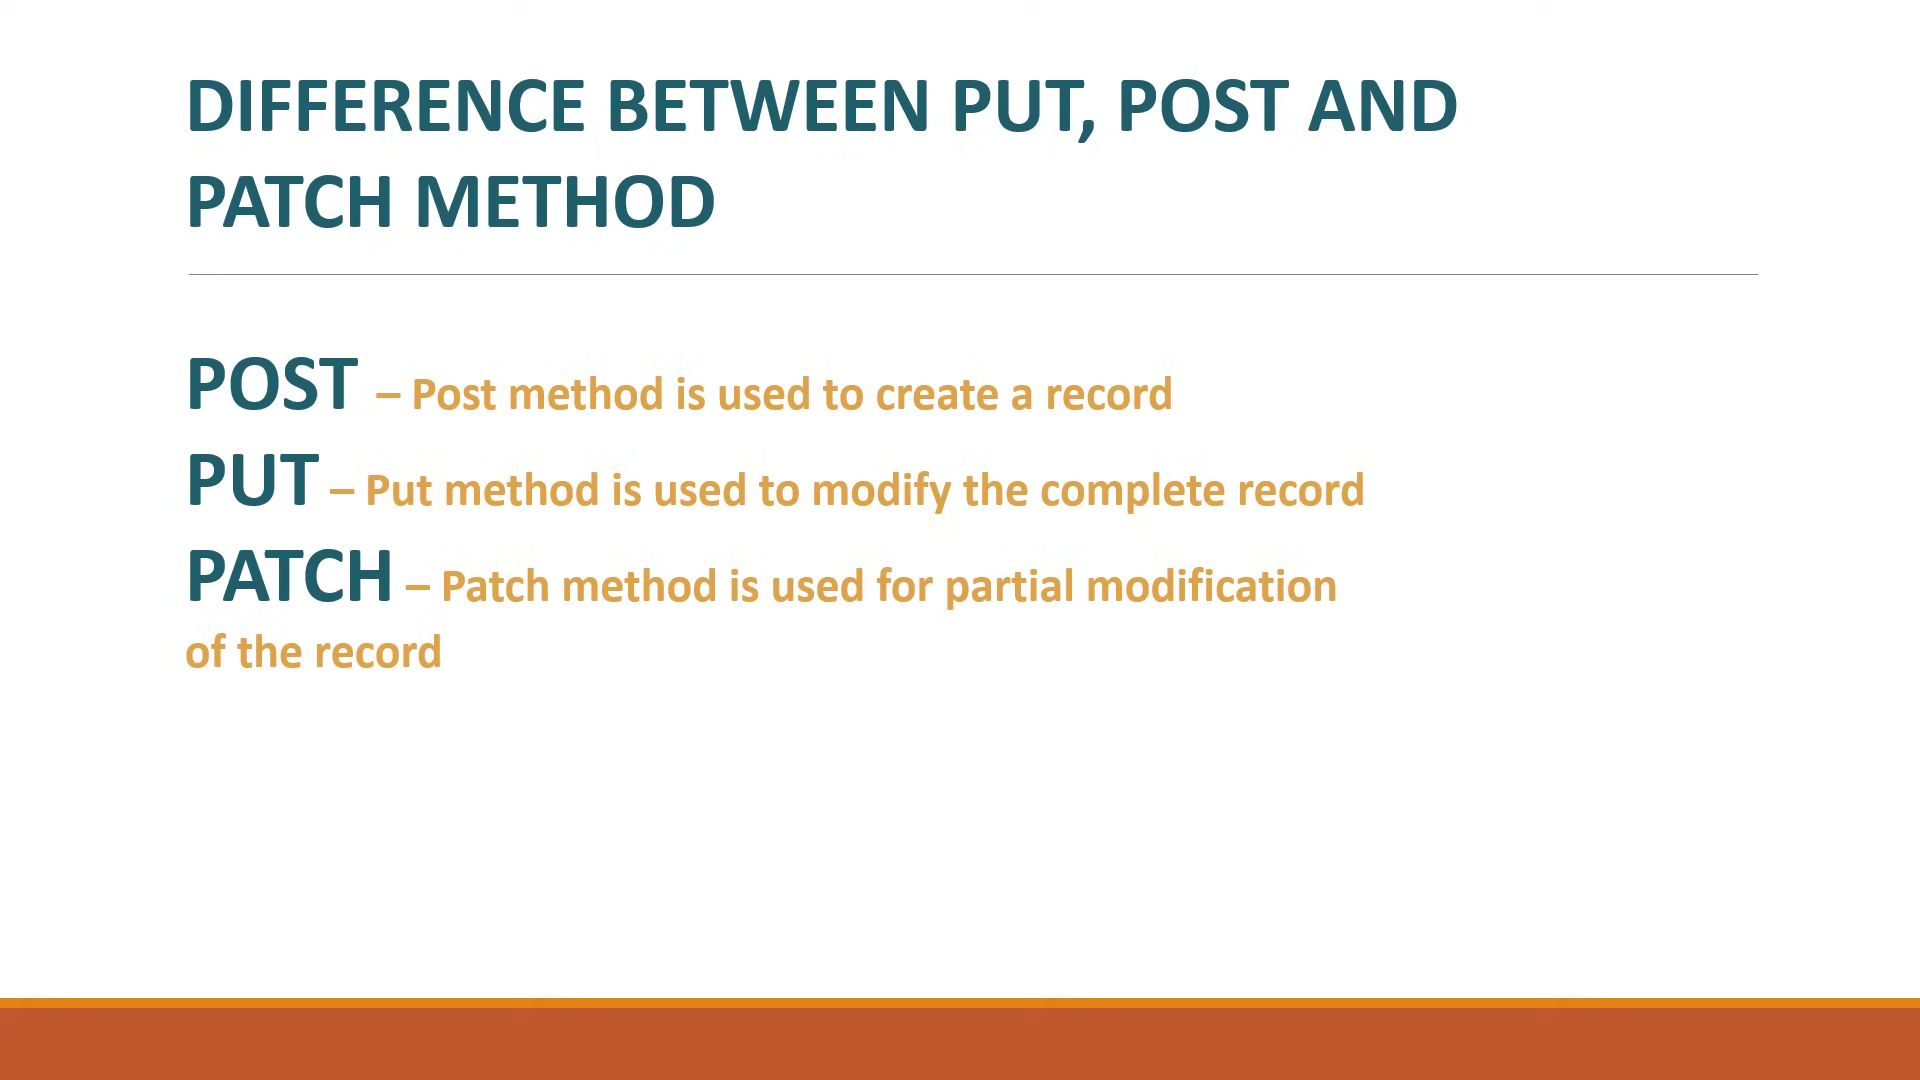 DIFFERENCE BETWEEN PUT, POST AND
PATCH METHOD
POST – Post method is used to create a record
PUT – Put method is used to modify the complete record
PATCH – Patch method is used for partial modification
of the record